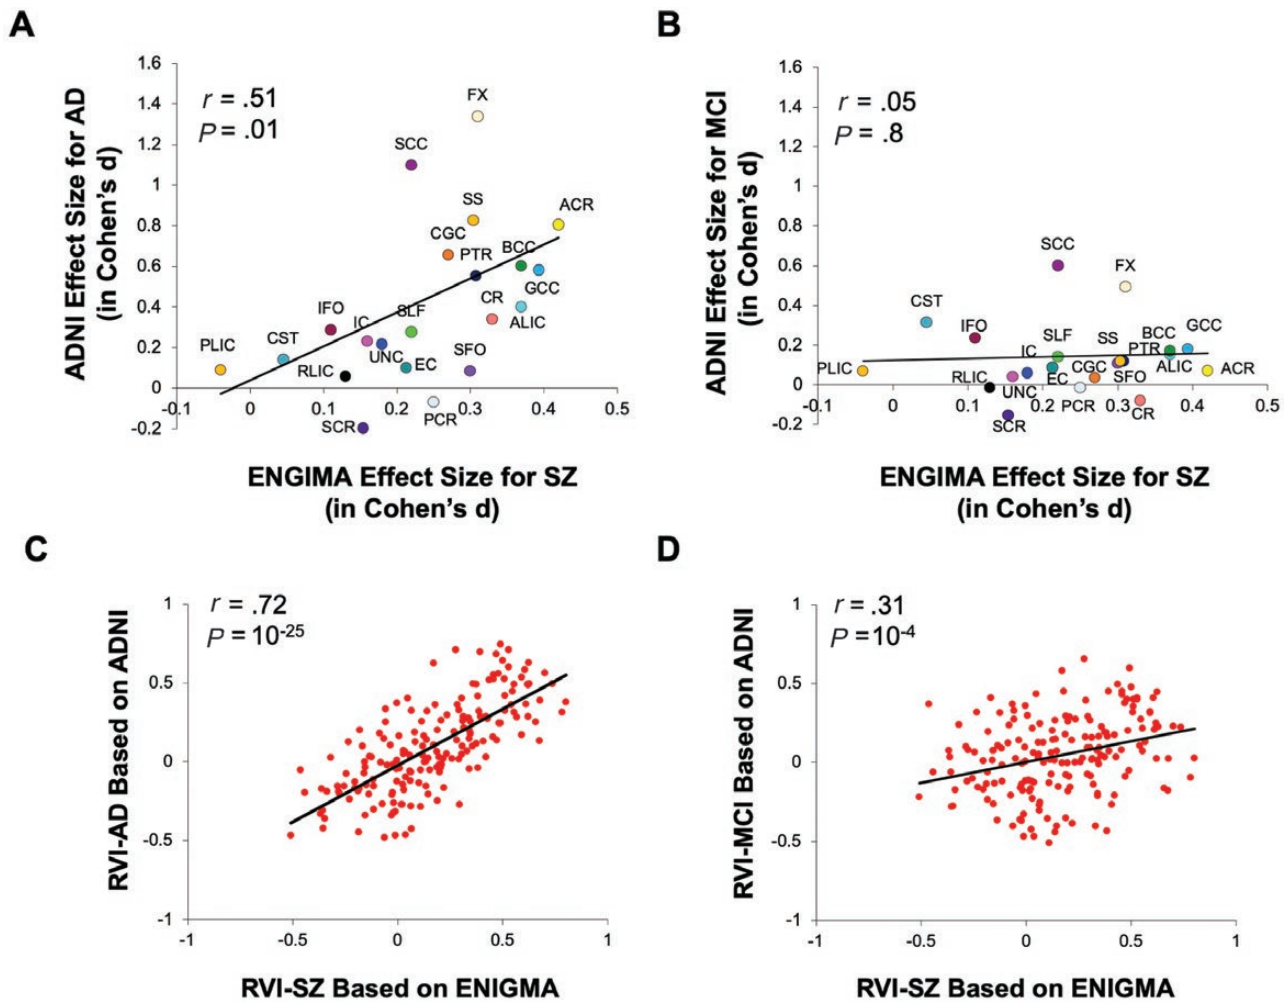 A
ADNI Effect Size for AD
(in Cohen's d)
1.6
1.4
1.2
1
0.8
0.6
0.4
0.2
0
-0.2
r = .51
P = .01
FX
SCC
SS
ACR
CGC
PTR
BCC
GCC
IFO
IC
SLF
CR
ALIC
PLIC
CST
RLIC
UNC
EC
SFO
SCR
PCR
-0.1
0
0.1
0.2
0.3
0.4
0.5
ENGIMA Effect Size for SZ
(in Cohen's d)
B
ADNI Effect Size for MCI
(in Cohen's d)
1.6
1.4
1.2
1
0.8
0.6
0.4
0.2
0
-0.2
r = .05
P = .8
SCC
FX
CST
IFO
IC
SLF
SS
PTR
BCC
GCC
PLIC
RLIC
UNC
EC
CGC
SFO
ALIC
ACR
SCR
PCR
CR
-0.1
0
0.1
0.2
0.3
0.4
0.5
ENGIMA Effect Size for SZ
(in Cohen's d)
C
RVI-AD Based on ADNI
1
0.5
0
-0.5
-1
r = .72
P = 10-25
-1
-0.5
0
0.5
1
RVI-SZ Based on ENIGMA
D
RVI-MCI Based on ADNI
1
0.5
0
-0.5
-1
r = .31
P =10-4
-1
-0.5
0
0.5
1
RVI-SZ Based on ENIGMA